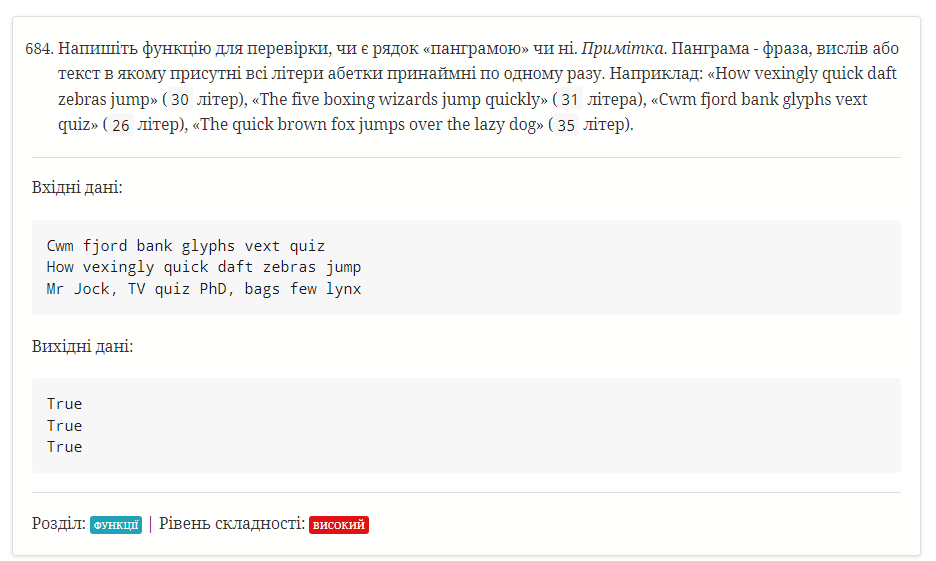 684. Напишіть функцію для перевірки, чи є рядок «панграмою» чи ні. Примітка. Панграма - фраза, вислів або
текст в якому присутні всі літери абетки принаймні по одному разу. Наприклад: «How vexingly quick daft
zebras jump» ( 30 літер), «The five boxing wizards jump quickly» ( 31 літера), «Cwm fjord bank glyphs vext
quiz» ( 26 літер), «The quick brown fox jumps over the lazy dog» ( 35 літер).
Вхідні дані:
Cwm fjord bank glyphs vext quiz
How vexingly quick daft zebras jump
Mr Jock, TV quiz PhD, bags few lynx
Вихідні дані:
True
True
True
Розділ: функції | Рівень складності: високий